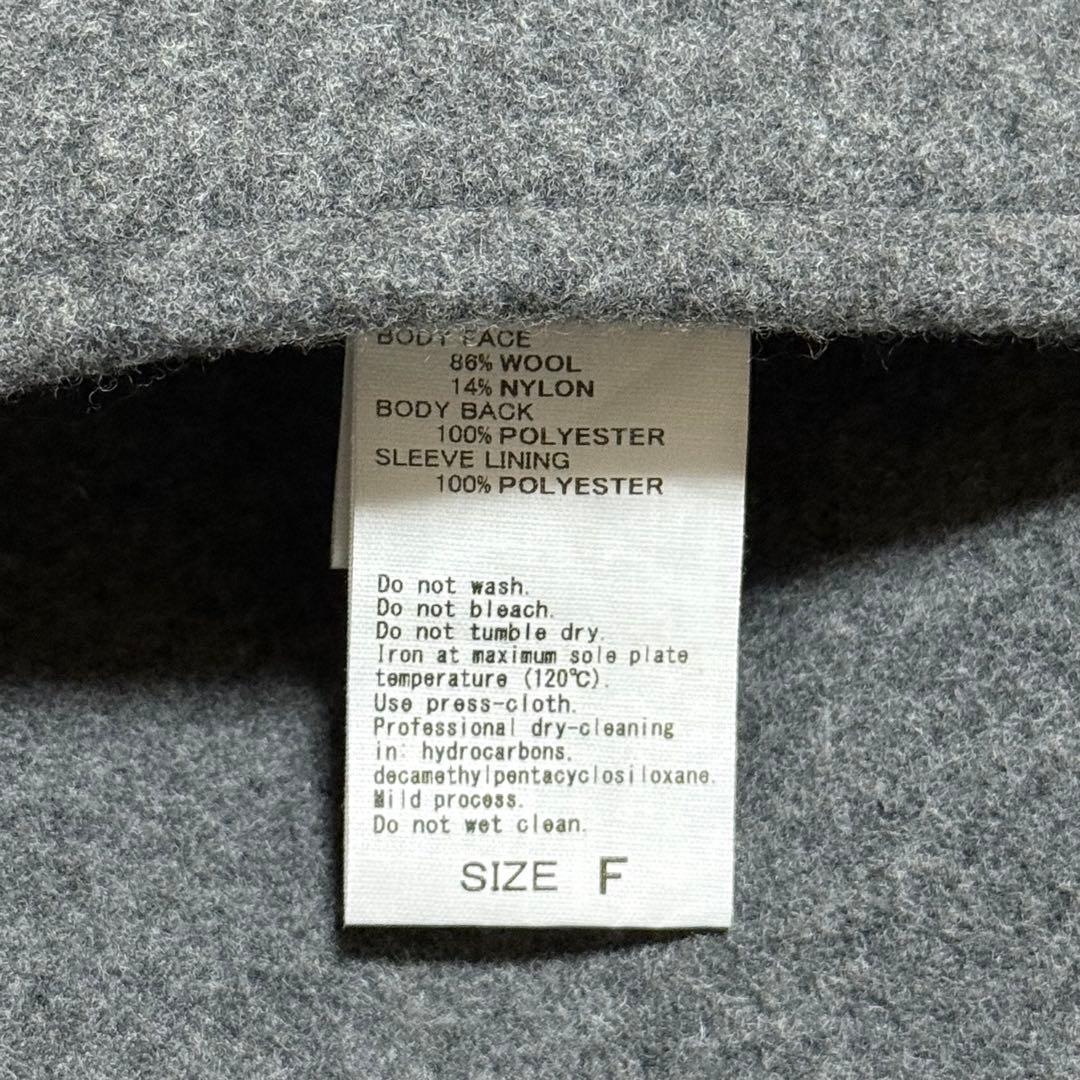 BODY FACE
86% WOOL
14% NYLON
BODY BACK
100% POLYESTER
SLEEVE LINING
100% POLYESTER
Do not wash.
Do not bleach.
Do not tumble dry.
Iron at maximum sole plate
temperature (120℃).
Use press-cloth.
Professional dry-cleaning
in: hydrocarbons,
decamethylpentacyclosiloxane.
Mild process.
Do not wet clean.
SIZE F